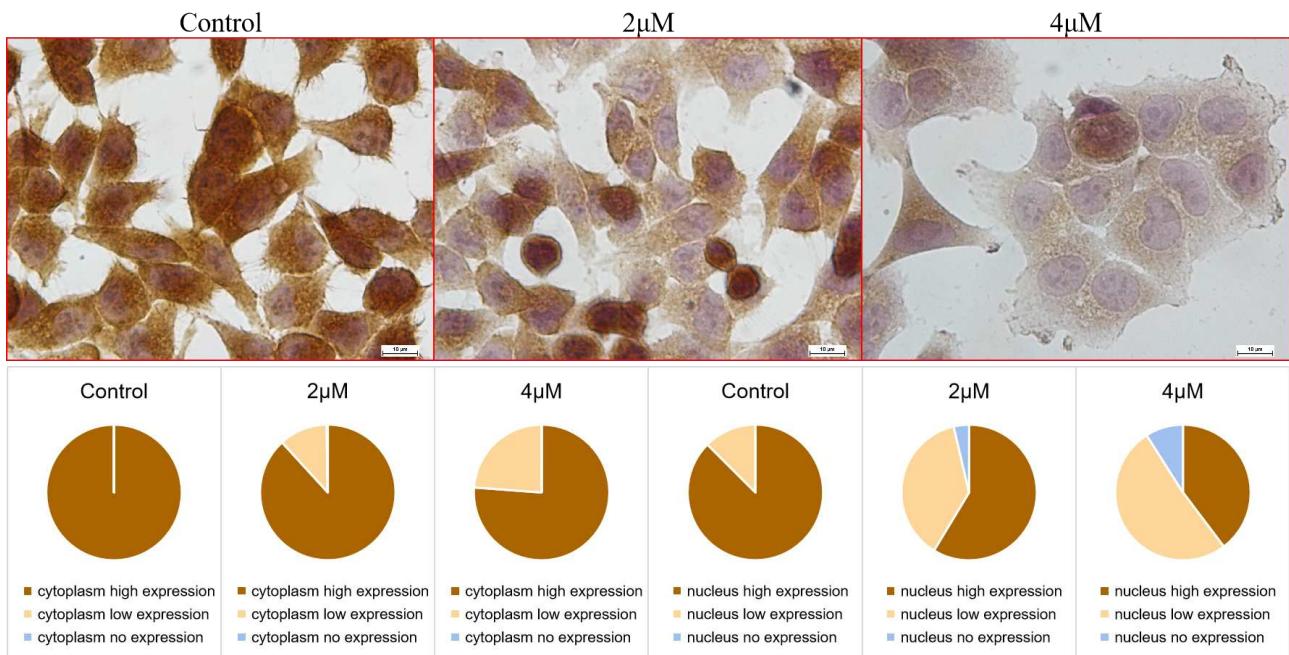 Control 2μM 4μM
10 μm 10 μm 10 μm
Control 2μM 4μM Control 2μM 4μM
cytoplasm high expression cytoplasm high expression cytoplasm high expression nucleus high expression nucleus high expression nucleus high expression
cytoplasm low expression cytoplasm low expression cytoplasm low expression nucleus low expression nucleus low expression nucleus low expression
cytoplasm no expression cytoplasm no expression cytoplasm no expression nucleus no expression nucleus no expression nucleus no expression